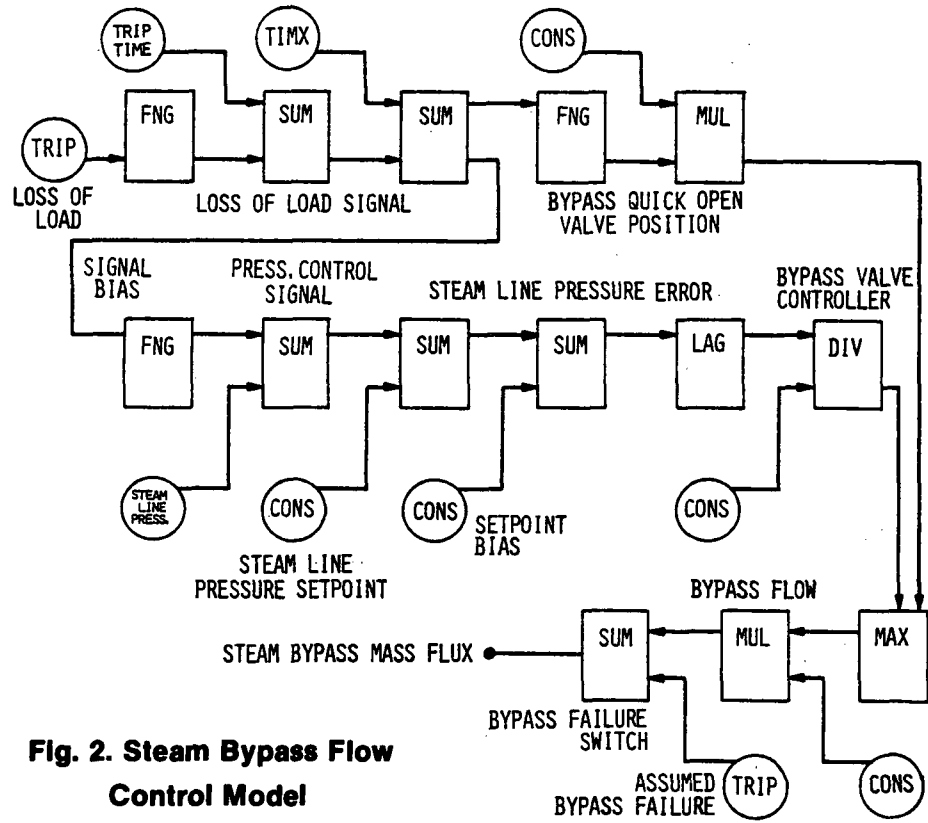 TRIP
TIME
TIMX
CONS
FNG
SUM
SUM
FNG
MUL
TRIP
LOSS OF
LOAD
LOSS OF LOAD SIGNAL
BYPASS QUICK OPEN
VALVE POSITION
SIGNAL
BIAS
PRESS. CONTROL
SIGNAL
STEAM LINE PRESSURE ERROR
BYPASS VALVE
CONTROLLER
FNG
SUM
SUM
SUM
LAG
DIV
STEAM
LINE
PRESS.
CONS
CONS
SETPOINT
BIAS
CONS
STEAM LINE
PRESSURE SETPOINT
BYPASS FLOW
SUM
MUL
MAX
STEAM BYPASS MASS FLUX
BYPASS FAILURE
SWITCH
ASSUMED
BYPASS FAILURE
TRIP
CONS
Fig. 2. Steam Bypass Flow
Control Model